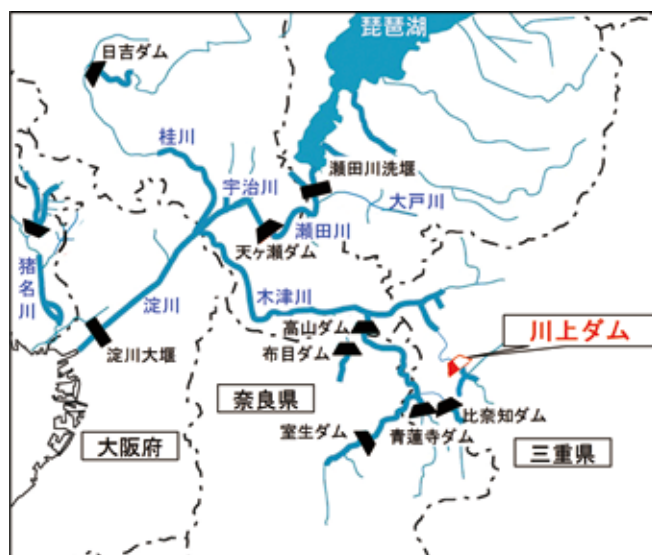 琵琶湖
日吉ダム
桂川
宇治川
瀬田川洗堰
大戸川
瀬田川
天ヶ瀬ダム
猪名川
淀川
木津川
淀川大堰
高山ダム
布目ダム
川上ダム
奈良県
室生ダム
青蓮寺ダム
比奈知ダム
大阪府
三重県